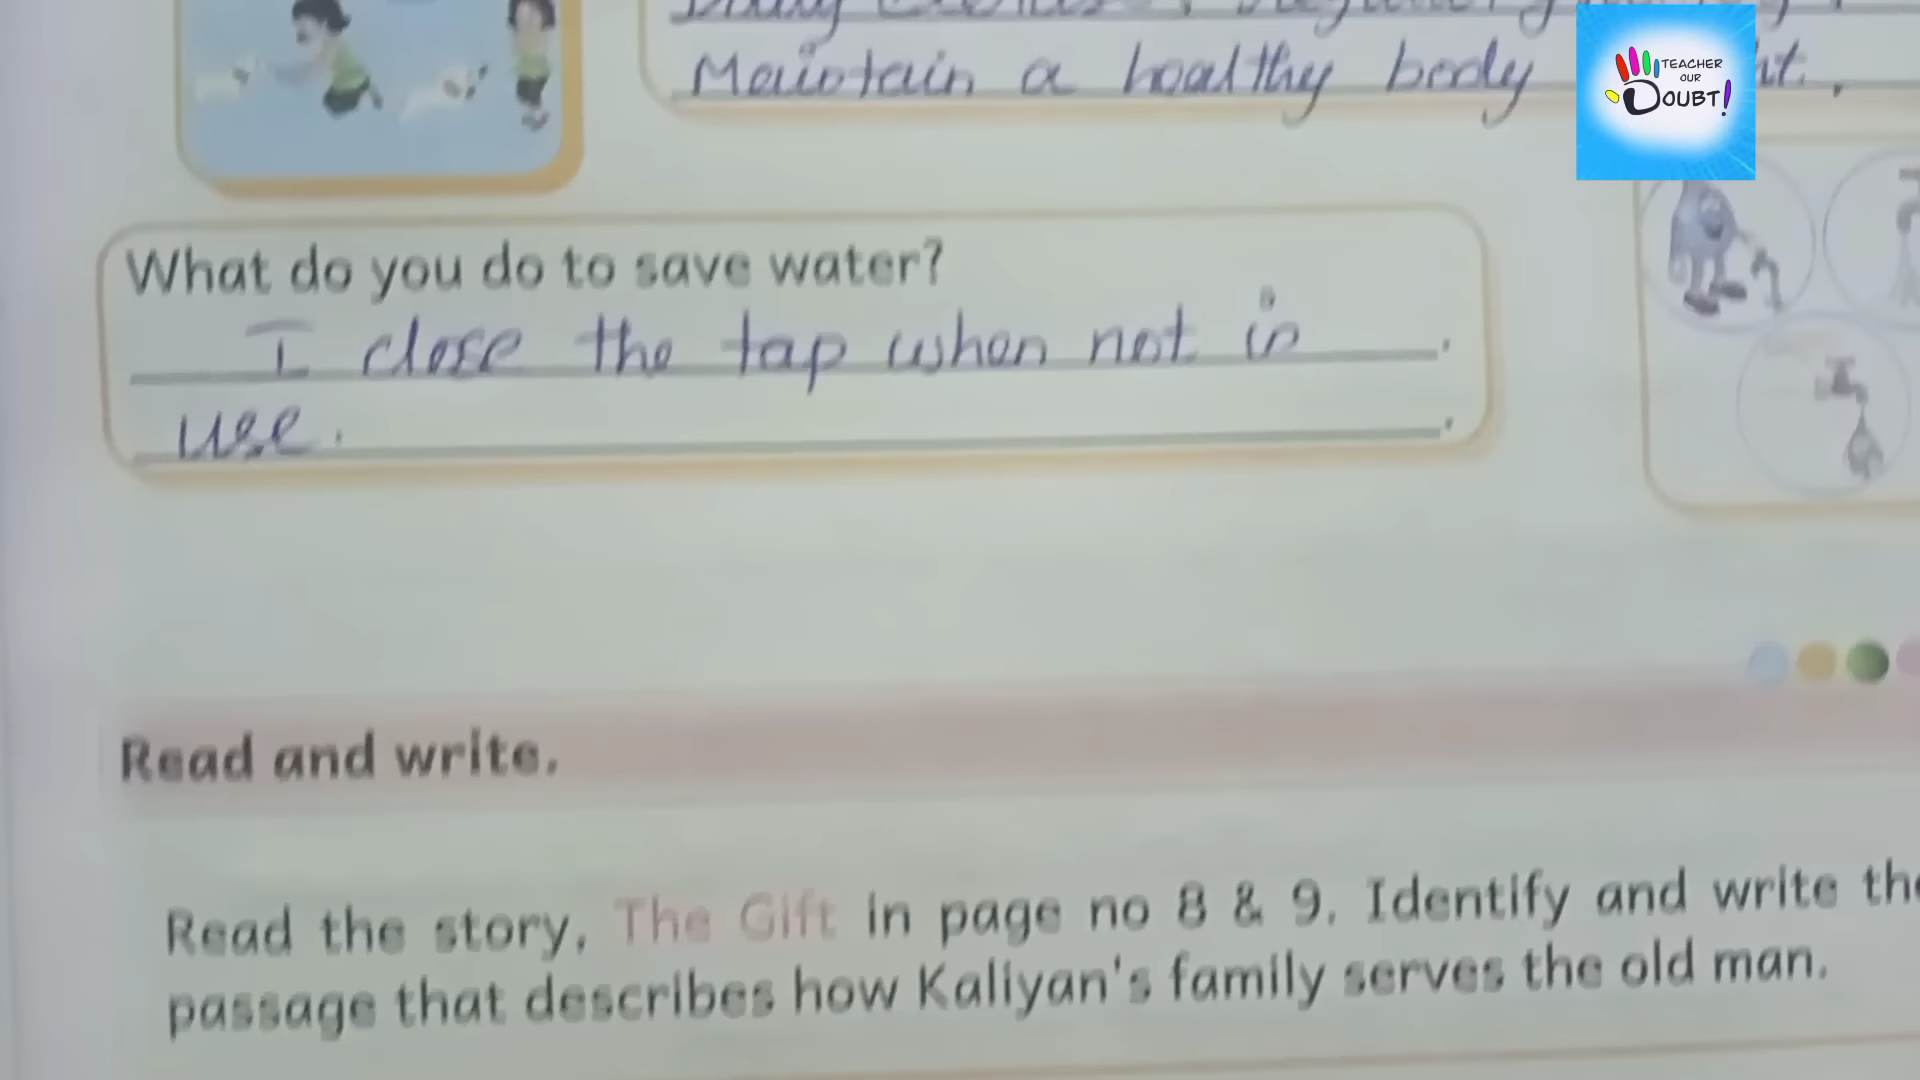 Maintain a healthy body
TEACHER
OUR
DOUBT!
What do you do to save water?
I close the tap when not in
use.
Read and write.
Read the story, The Gift in page no 8 & 9. Identify and write the
passage that describes how Kaliyan's family serves the old man.